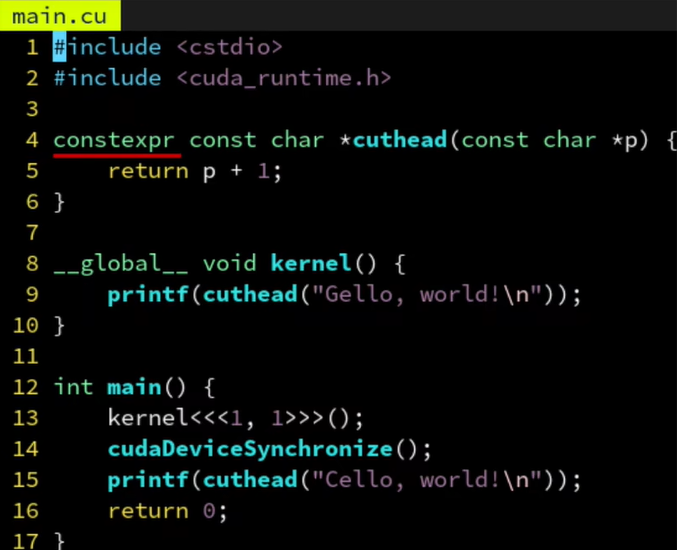 main.cu
1 #include <cstdio>
2 #include <cuda_runtime.h>
3
4 constexpr const char *cuthead(const char *p) {
5     return p + 1;
6 }
7
8 __global__ void kernel() {
9     printf(cuthead("Gello, world!\n"));
10 }
11
12 int main() {
13     kernel<<<1, 1>>>();
14     cudaDeviceSynchronize();
15     printf(cuthead("Cello, world!\n"));
16     return 0;
17 }